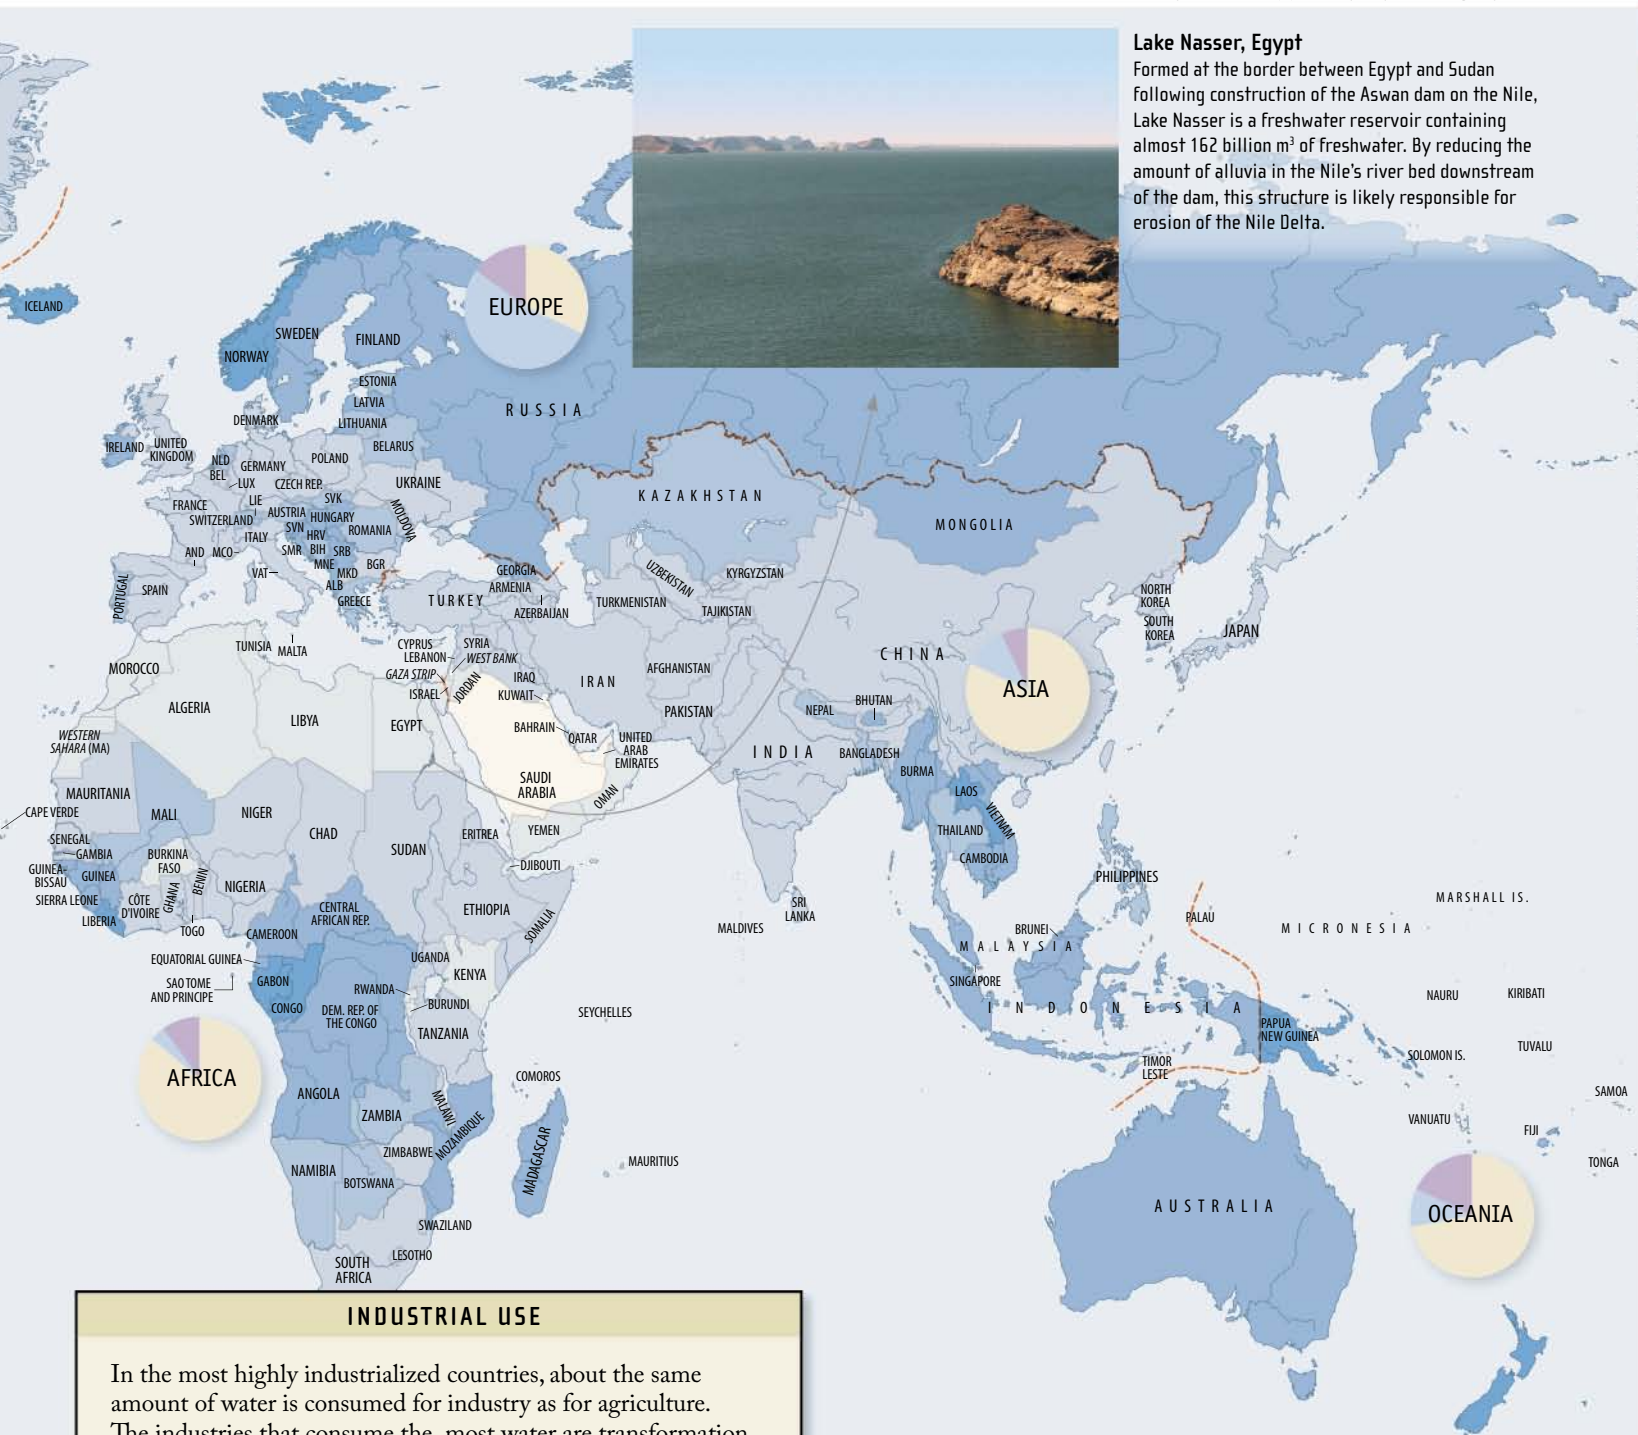 Lake Nasser, Egypt
Formed at the border between Egypt and Sudan
following construction of the Aswan dam on the Nile,
Lake Nasser is a freshwater reservoir containing
almost 162 billion m³ of freshwater. By reducing the
amount of alluvia in the Nile's river bed downstream
of the dam, this structure is likely responsible for
erosion of the Nile Delta.
ICELAND
EUROPE
SWEDEN
FINLAND
NORWAY
ESTONIA
LATVIA
RUSSIA
DENMARK
LITHUANIA
IRELAND
UNITED
KINGDOM
BELARUS
NLD
BEL
GERMANY
POLAND
LUX
CZECH REP.
UKRAINE
LIE
SVK
FRANCE
SWITZERLAND
AUSTRIA
HUNGARY
MOLDOVA
SVN
HRV
ROMANIA
ITALY
AND
MCO
SMR
BIH
SRB
MNE
BGR
VAT
MKD
ALB
GREECE
PORTUGAL
SPAIN
KAZAKHSTAN
MONGOLIA
GEORGIA
ARMENIA
AZERBAIJAN
TURKEY
UZBEKISTAN
KYRGYZSTAN
TURKMENISTAN
TAJIKISTAN
NORTH
KOREA
SOUTH
KOREA
JAPAN
CHINA
ASIA
TUNISIA
MALTA
CYPRUS
LEBANON
SYRIA
WEST BANK
GAZA STRIP
ISRAEL
JORDAN
IRAQ
KUWAIT
IRAN
AFGHANISTAN
PAKISTAN
NEPAL
BHUTAN
MOROCCO
ALGERIA
LIBYA
EGYPT
BAHRAIN
QATAR
UNITED
ARAB
EMIRATES
INDIA
BANGLADESH
BURMA
WESTERN
SAHARA (MA)
SAUDI
ARABIA
OMAN
LAOS
VIETNAM
THAILAND
CAMBODIA
MAURITANIA
CAPE VERDE
MALI
NIGER
CHAD
SUDAN
ERITREA
YEMEN
DJIBOUTI
SENEGAL
GAMBIA
GUINEA-
BISSAU
GUINEA
BURKINA
FASO
BENIN
NIGERIA
SIERRA LEONE
CÔTE
D'IVOIRE
GHANA
LIBERIA
TOGO
CENTRAL
AFRICAN REP.
CAMEROON
ETHIOPIA
SOMALIA
SRI
LANKA
MALDIVES
PHILIPPINES
PALAU
MICRONESIA
MARSHALL IS.
BRUNEI
MALAYSIA
SINGAPORE
INDONESIA
EQUATORIAL GUINEA
SAO TOME
AND PRINCIPE
GABON
CONGO
DEM. REP. OF
THE CONGO
UGANDA
KENYA
RWANDA
BURUNDI
TANZANIA
SEYCHELLES
NAURU
KIRIBATI
PAPUA
NEW GUINEA
SOLOMON IS.
TUVALU
TIMOR
LESTE
SAMOA
VANUATU
FIJI
TONGA
AFRICA
COMOROS
ANGOLA
ZAMBIA
MALAWI
MOZAMBIQUE
ZIMBABWE
MADAGASCAR
MAURITIUS
NAMIBIA
BOTSWANA
SWAZILAND
LESOTHO
SOUTH
AFRICA
AUSTRALIA
OCEANIA
INDUSTRIAL USE
In the most highly industrialized countries, about the same
amount of water is consumed for industry as for agriculture.
The industries that consume the most water are transformation